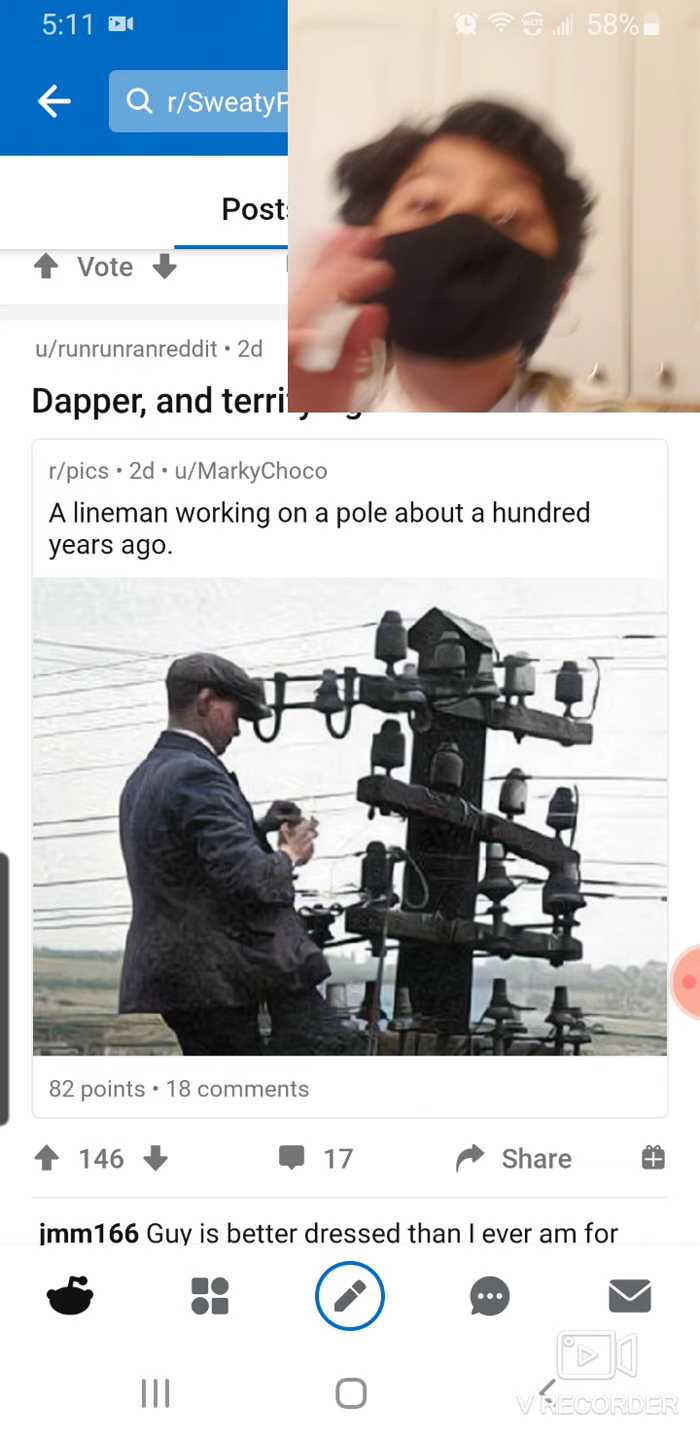 5:11
VoLTE
58%
r/SweatyP
Posts
Vote
u/runrunranreddit • 2d
Dapper, and
r/pics • 2d • u/MarkyChoco
A lineman working on a pole about a hundred
years ago.
82 points • 18 comments
146
17
Share
jmm166 Guy is better dressed than I ever am for
V RECORDER